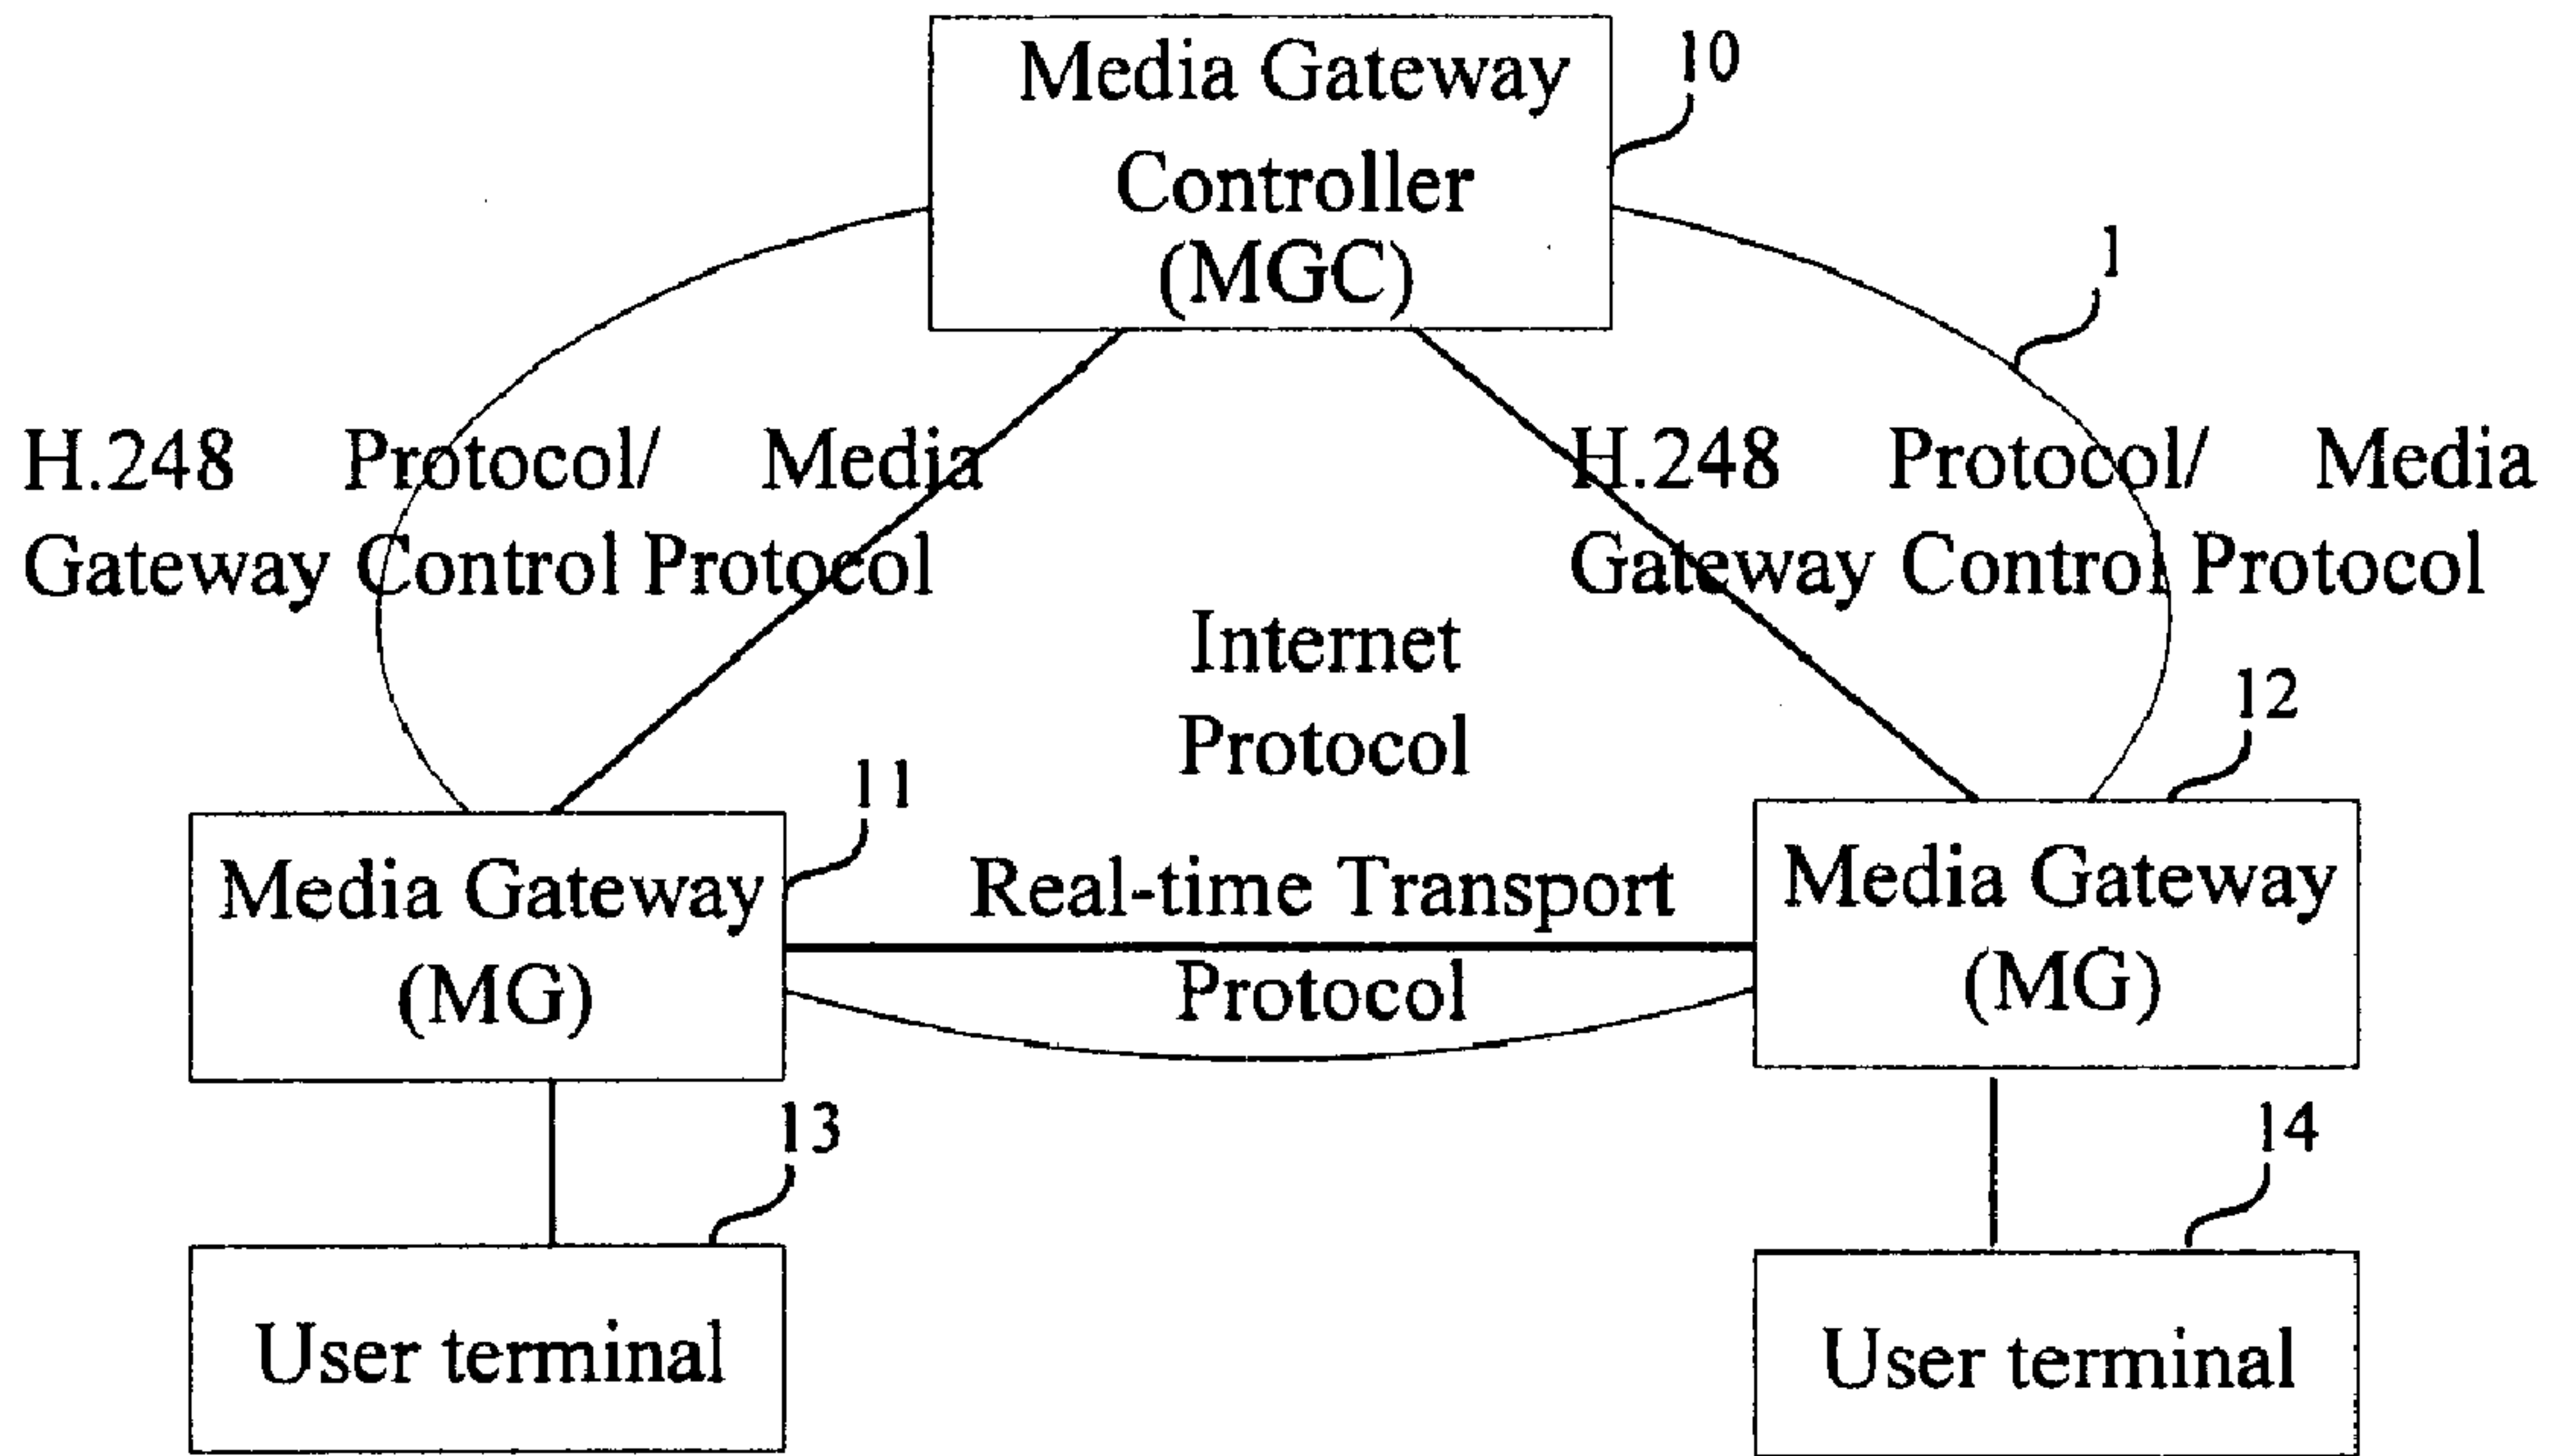 Media Gateway
Controller
(MGC)
10
1
H.248 Protocol/ Media
Gateway Control Protocol
H.248 Protocol/ Media
Gateway Control Protocol
Internet
Protocol
12
11
Media Gateway
(MG)
Real-time Transport
Protocol
Media Gateway
(MG)
13
14
User terminal
User terminal